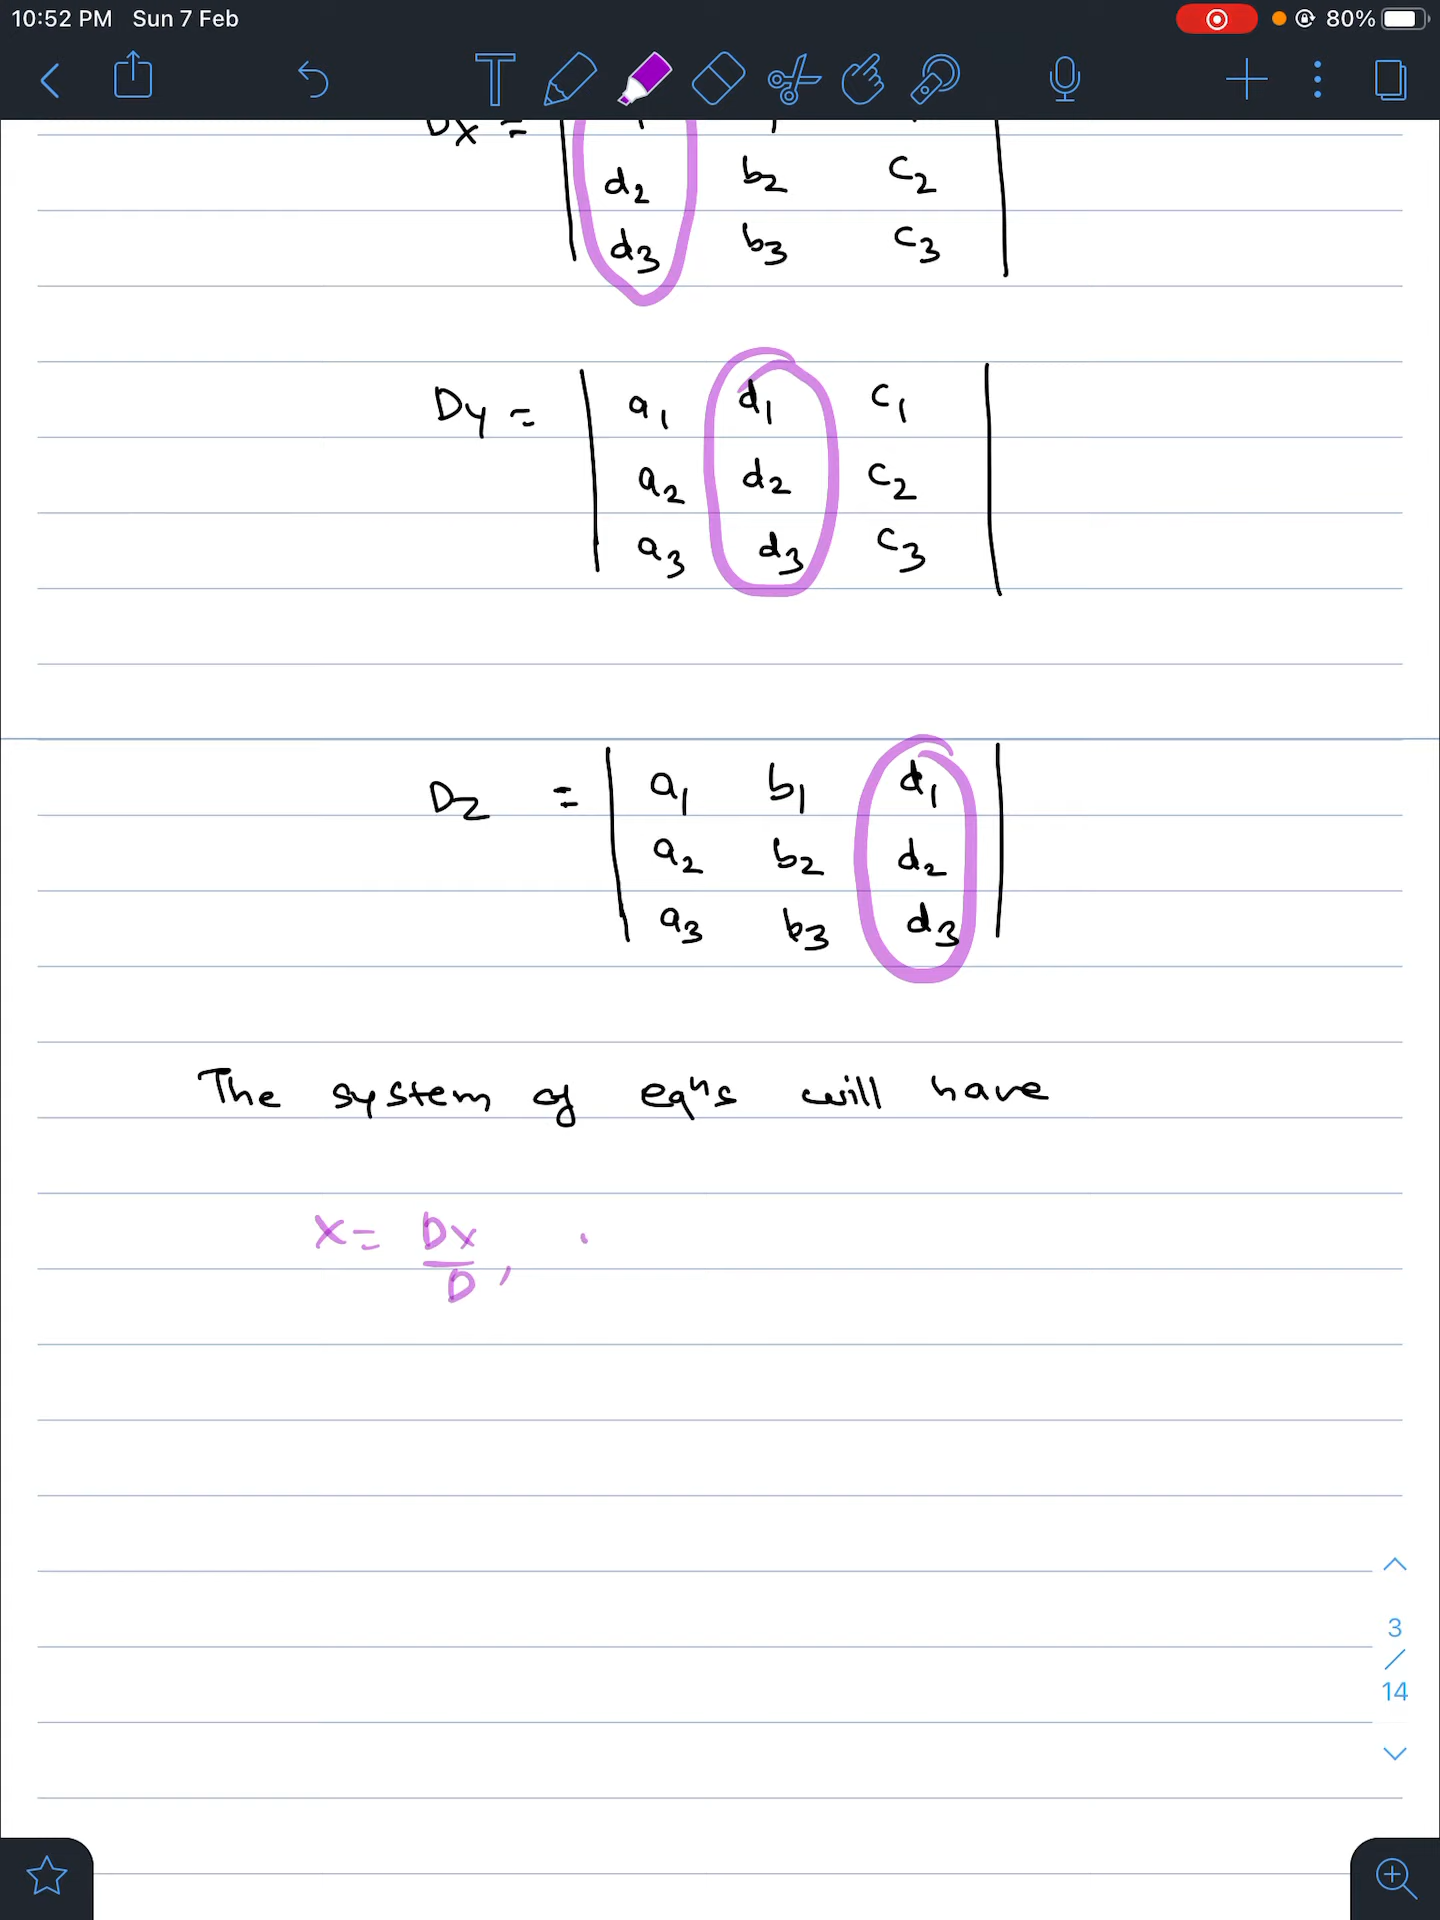 10:52 PM Sun 7 Feb 80%
T
Dx =
d2 b2 c2
d3 b3 c3
Dy = a1 d1 c1
a2 d2 c2
a3 d3 c3
Dz = a1 b1 d1
a2 b2 d2
a3 b3 d3
The system of eqns will have
x = Dx
D ,
3
/
14